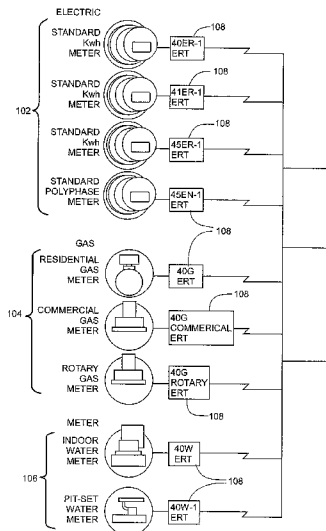 ELECTRIC
STANDARD
Kwh
METER
40ER-1
ERT
108
STANDARD
Kwh
METER
41ER-1
ERT
108
102
STANDARD
Kwh
METER
45ER-1
ERT
108
STANDARD
POLYPHASE
METER
45EN-1
ERT
108
GAS
RESIDENTIAL
GAS
METER
40G
ERT
104
COMMERCIAL
GAS
METER
40G
COMMERICAL
ERT
108
ROTARY
GAS
METER
40G
ROTARY
ERT
108
METER
INDOOR
WATER
METER
40W
ERT
106
108
PIT-SET
WATER
METER
40W-1
ERT